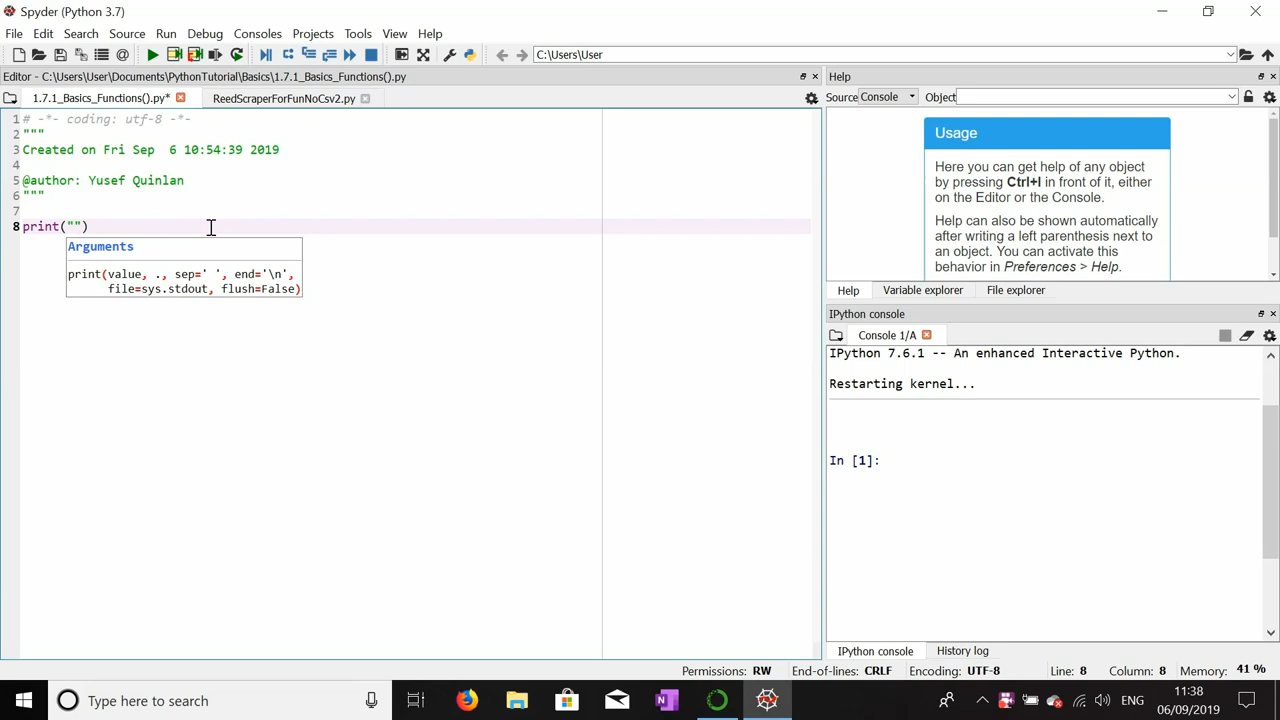 Spyder (Python 3.7)
File Edit Search Source Run Debug Consoles Projects Tools View Help
C:\Users\User
Editor - C:\Users\User\Documents\PythonTutorial\Basics\1.7.1_Basics_Functions().py
Help
1.7.1_Basics_Functions().py*
ReedScraperForFunNoCsv2.py
Source Console Object
1 # -*- coding: utf-8 -*-
2 """
3 Created on Fri Sep  6 10:54:39 2019
4
5 @author: Yusef Quinlan
6 """
7
8 print("")
Arguments
print(value, ., sep=' ', end='\n',
file=sys.stdout, flush=False)
Usage
Here you can get help of any object
by pressing Ctrl+I in front of it, either
on the Editor or the Console.
Help can also be shown automatically
after writing a left parenthesis next to
an object. You can activate this
behavior in Preferences > Help.
Help Variable explorer File explorer
IPython console
Console 1/A
IPython 7.6.1 -- An enhanced Interactive Python.
Restarting kernel...
In [1]:
IPython console History log
Permissions: RW End-of-lines: CRLF Encoding: UTF-8 Line: 8 Column: 8 Memory: 41 %
Type here to search
ENG
11:38
06/09/2019